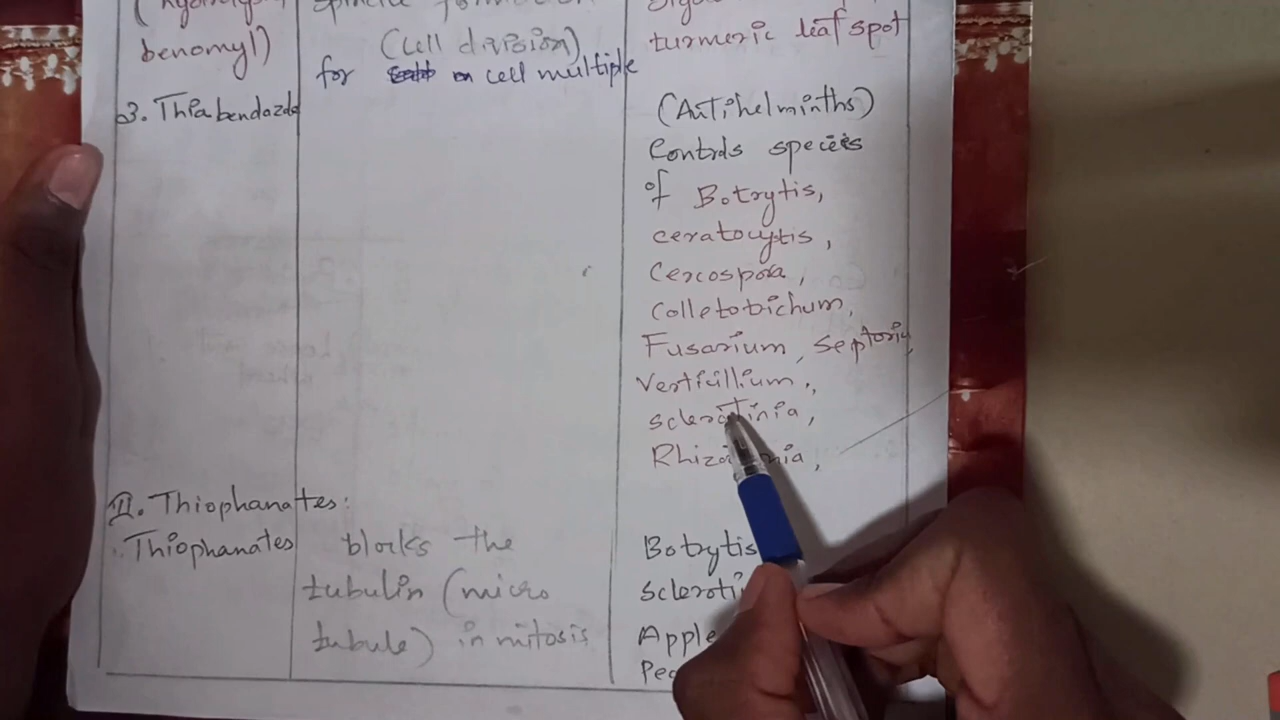 benomyl)
(Cell division)
for cell multiple
turmeric leaf spot
3. Thiabendazole
(Antihelminths)
Controls species
of Botrytis,
ceratocystis,
Cercospora,
Colletotrichum,
Fusarium, Septoria,
Verticillium,,
sclerotinia,
II. Thiophanates:
Thiophanates
blocks the
tubulin (micro
tubule) in mitosis
Botrytis
Apple